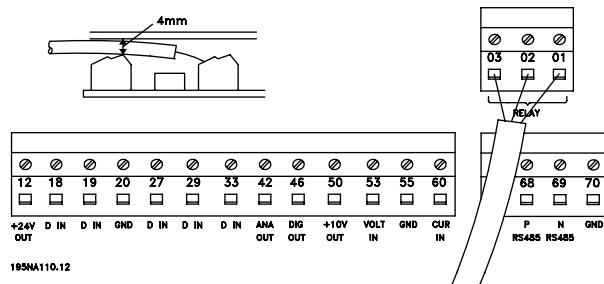 4mm
03 02 01
RELAY
12 18 19 20 27 29 33 42 46 50 53 55 60
68 69 70
+24V OUT D IN D IN GND D IN D IN D IN ANA OUT DIG OUT +10V OUT VOLT IN GND CUR IN
P RS485 N RS485 GND
195NA110.12